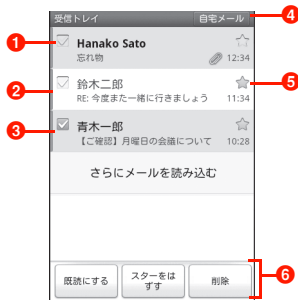 受信トレイ 自宅メール
4
1
Hanako Sato
忘れ物 12:34
2
鈴木二郎
5
RE: 今度また一緒に行きましょう 11:34
3
青木一郎
【ご確認】月曜日の会議について 10:28
さらにメールを読み込む
既読にする
スターをは
ずす
削除
6